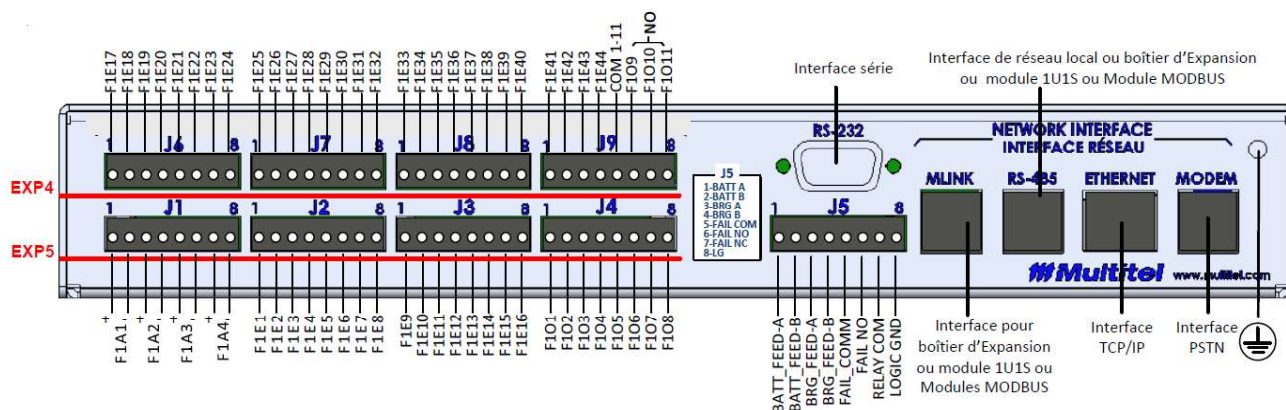 F1E17
F1E18
F1E19
F1E20
F1E21
F1E22
F1E23
F1E24
F1E25
F1E26
F1E27
F1E28
F1E29
F1E30
F1E31
F1E32
F1E33
F1E34
F1E35
F1E36
F1E37
F1E38
F1E39
F1E40
F1E41
F1E42
F1E43
F1E44
COM 1-11
F1O9
F1O10
F1O11
NO
Interface série
Interface de réseau local ou boîtier d'Expansion
ou module 1U1S ou Module MODBUS
1 J6 8
1 J7 8
1 J8 8
1 J9 8
RS-232
NETWORK INTERFACE
INTERFACE RÉSEAU
MLINK
RS-485
ETHERNET
MODEM
EXP4
1 J1 8
1 J2 8
1 J3 8
1 J4 8
J5
1-BATT A
2-BATT B
3-BRG A
4-BRG B
5-FAIL COM
6-FAIL NO
7-FAIL NC
8-LG
1 J5 8
EXP5
Multitel www.multitel.com
+ F1A1 -
+ F1A2 -
+ F1A3 -
+ F1A4 -
F1E1
F1E2
F1E3
F1E4
F1E5
F1E6
F1E7
F1E8
F1E9
F1E10
F1E11
F1E12
F1E13
F1E14
F1E15
F1E16
F1O1
F1O2
F1O3
F1O4
F1O5
F1O6
F1O7
F1O8
BATT_FEED-A
BATT_FEED-B
BRG_FEED-A
BRG_FEED-B
FAIL_COMM
FAIL NO
RELAY COM
LOGIC GND
Interface pour
boîtier d'Expansion
ou module 1U1S ou
Modules MODBUS
Interface
TCP/IP
Interface
PSTN